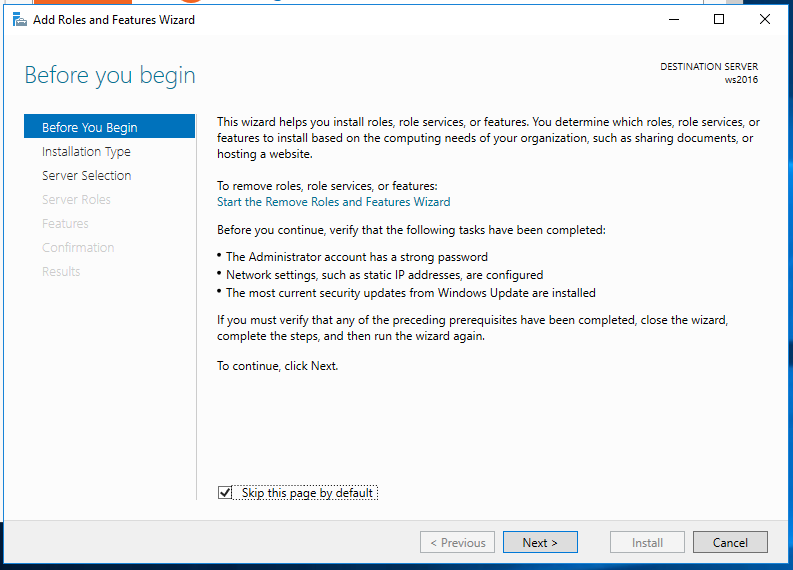 Add Roles and Features Wizard
Before you begin
DESTINATION SERVER
ws2016
Before You Begin
Installation Type
Server Selection
Server Roles
Features
Confirmation
Results
This wizard helps you install roles, role services, or features. You determine which roles, role services, or
features to install based on the computing needs of your organization, such as sharing documents, or
hosting a website.
To remove roles, role services, or features:
Start the Remove Roles and Features Wizard
Before you continue, verify that the following tasks have been completed:
• The Administrator account has a strong password
• Network settings, such as static IP addresses, are configured
• The most current security updates from Windows Update are installed
If you must verify that any of the preceding prerequisites have been completed, close the wizard,
complete the steps, and then run the wizard again.
To continue, click Next.
Skip this page by default
< Previous
Next >
Install
Cancel